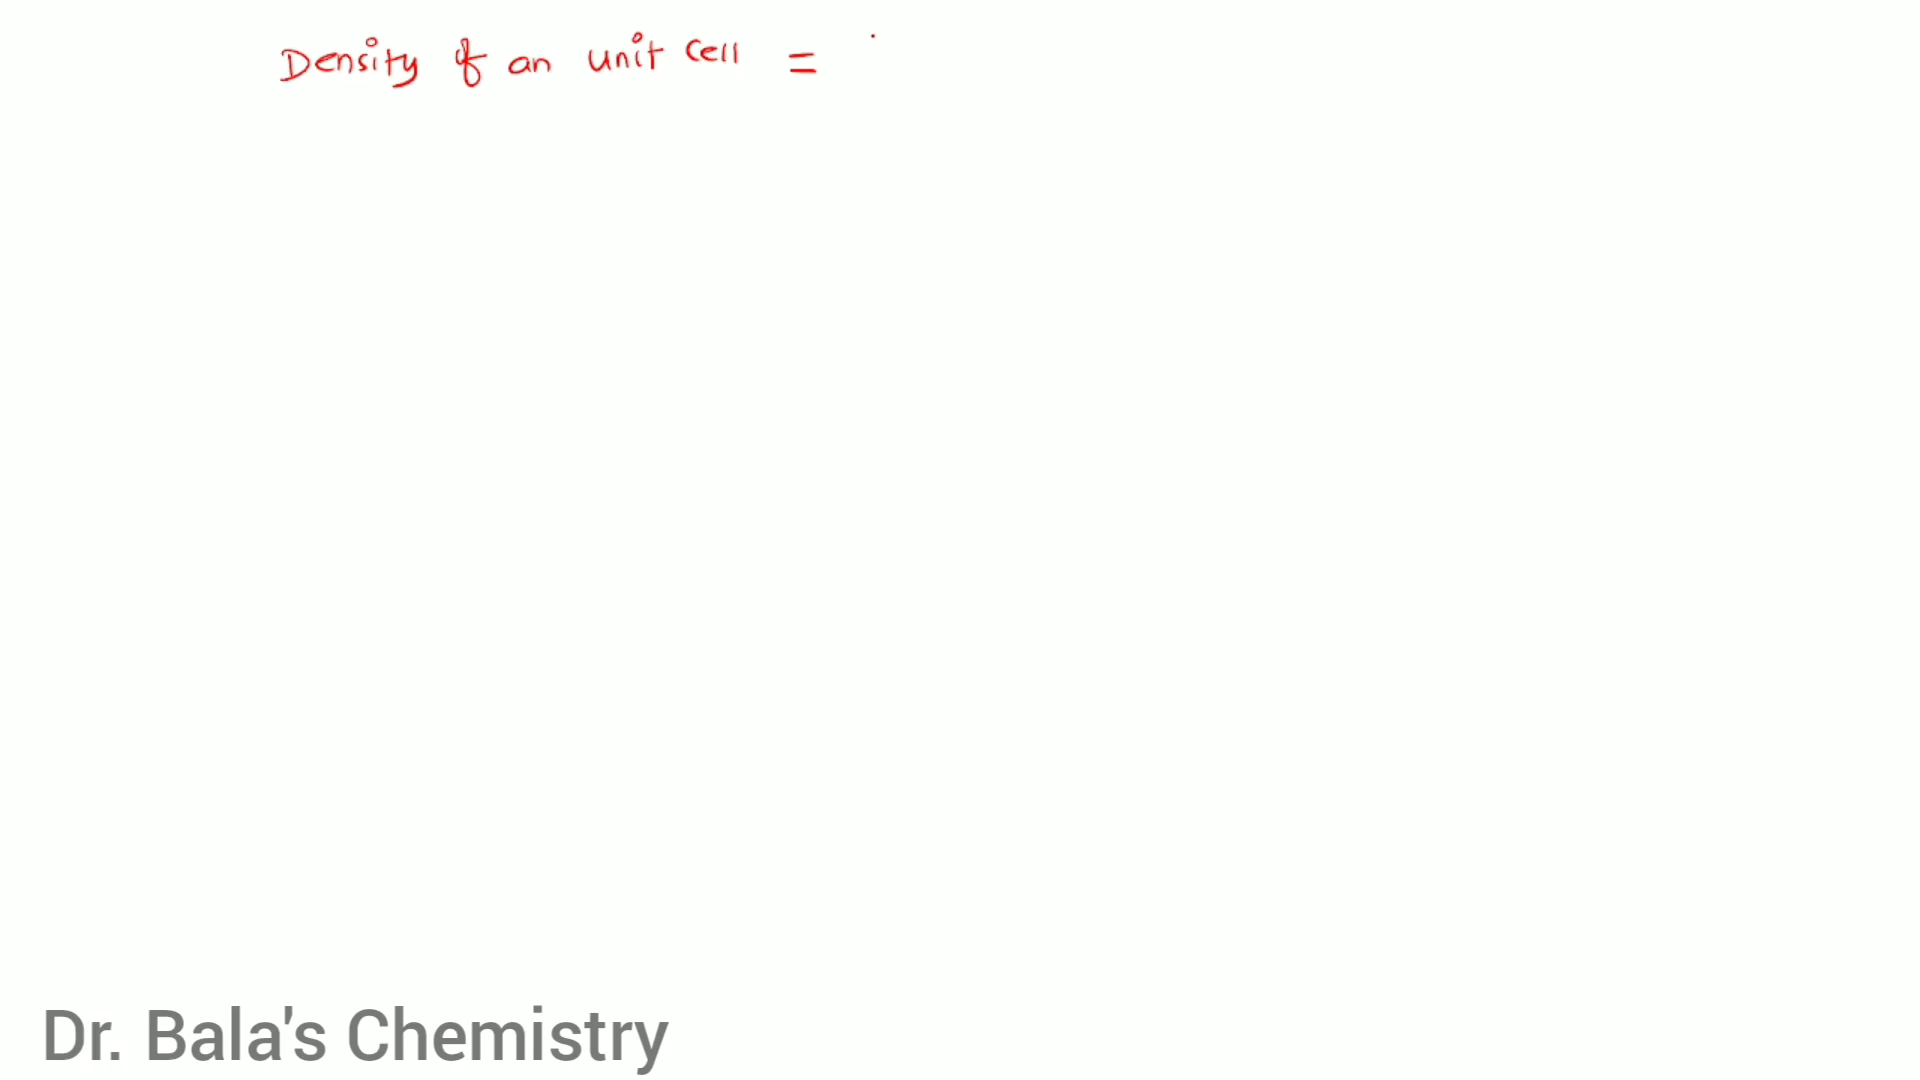 Density of an unit cell =
Dr. Bala's Chemistry